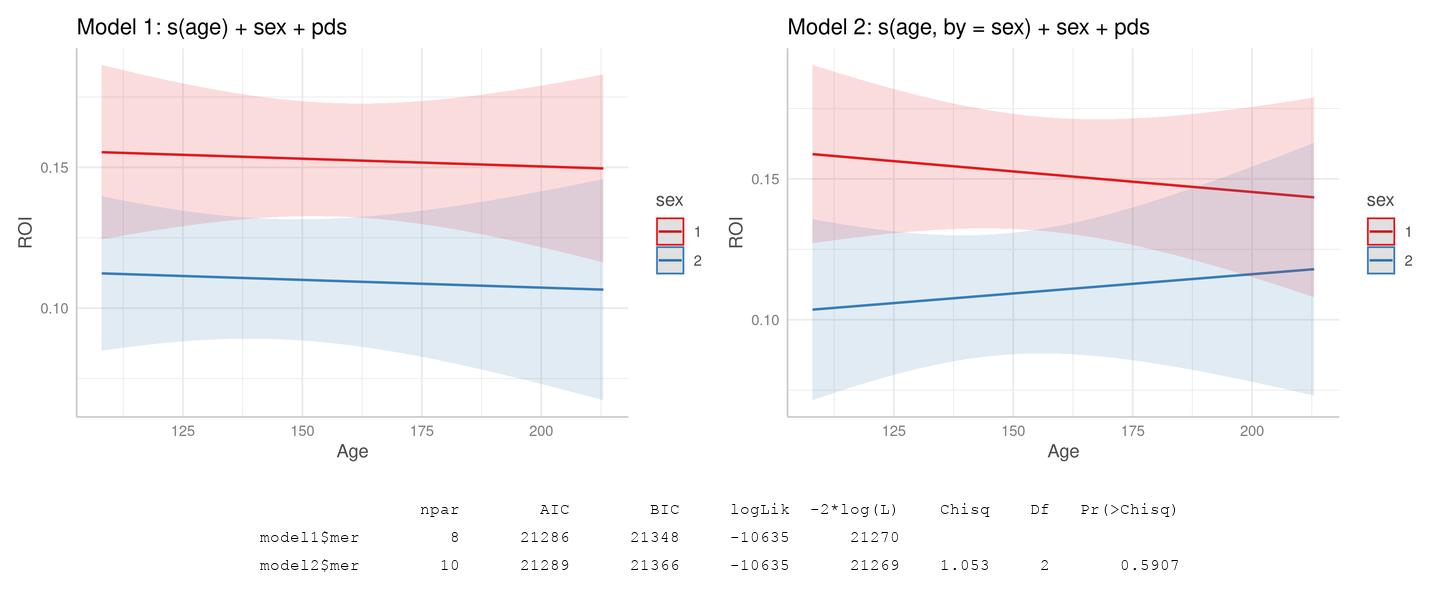 Model 1: s(age) + sex + pds
ROI
0.15
0.10
125 150 175 200
Age
sex
1
2
Model 2: s(age, by = sex) + sex + pds
ROI
0.15
0.10
125 150 175 200
Age
sex
1
2
npar AIC BIC logLik -2*log(L) Chisq Df Pr(>Chisq)
model1$mer 8 21286 21348 -10635 21270
model2$mer 10 21289 21366 -10635 21269 1.053 2 0.5907